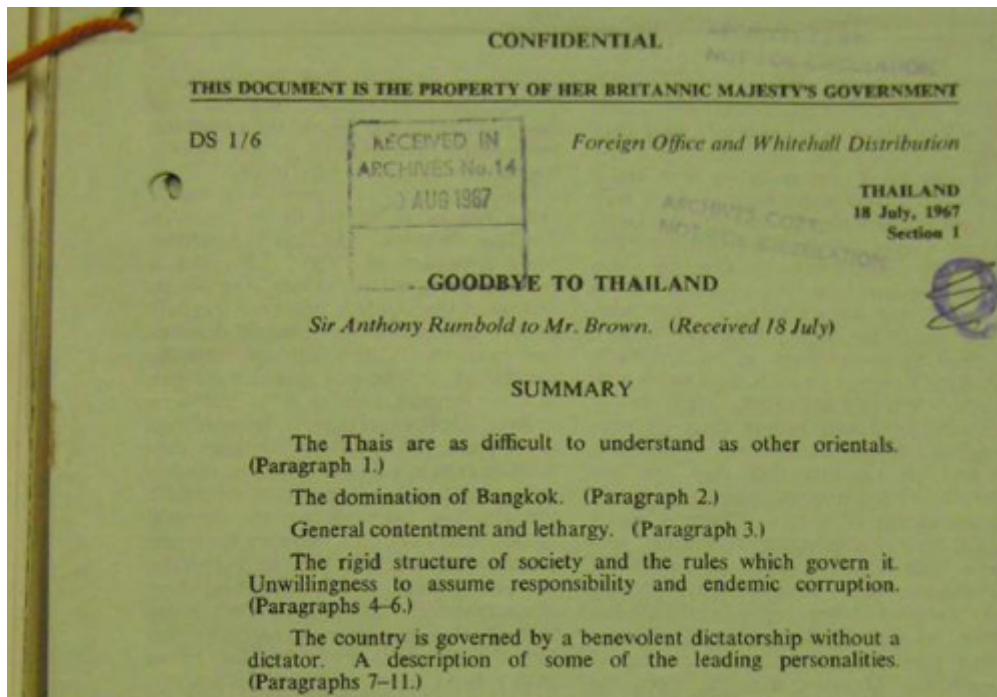 CONFIDENTIAL
THIS DOCUMENT IS THE PROPERTY OF HER BRITANNIC MAJESTY'S GOVERNMENT
DS 1/6
RECEIVED IN
ARCHIVES No. 14
AUG 1967
Foreign Office and Whitehall Distribution
THAILAND
18 July, 1967
Section 1
ARCHIVES COPY.
NOT FOR CIRCULATION
GOODBYE TO THAILAND
Sir Anthony Rumbold to Mr. Brown. (Received 18 July)
SUMMARY
The Thais are as difficult to understand as other orientals.
(Paragraph 1.)
The domination of Bangkok. (Paragraph 2.)
General contentment and lethargy. (Paragraph 3.)
The rigid structure of society and the rules which govern it.
Unwillingness to assume responsibility and endemic corruption.
(Paragraphs 4–6.)
The country is governed by a benevolent dictatorship without a
dictator. A description of some of the leading personalities.
(Paragraphs 7–11.)